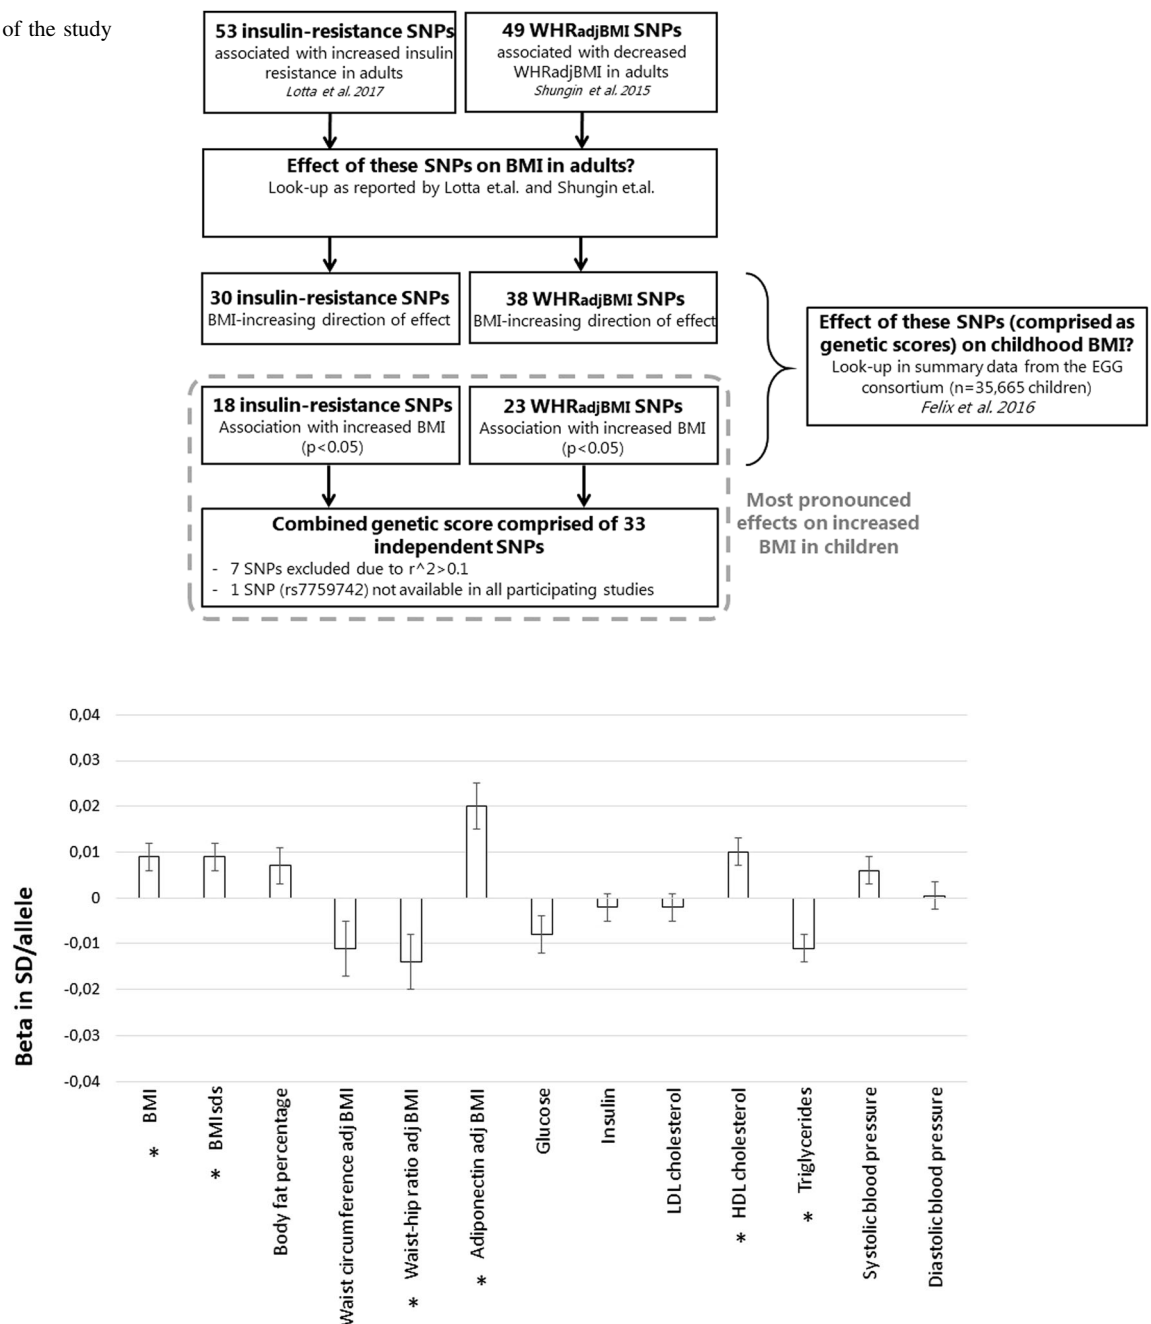 of the study
53 insulin-resistance SNPs
associated with increased insulin
resistance in adults
Lotta et al. 2017
49 WHRadjBMI SNPs
associated with decreased
WHRadjBMI in adults
Shungin et al. 2015
Effect of these SNPs on BMI in adults?
Look-up as reported by Lotta et.al. and Shungin et.al.
30 insulin-resistance SNPs
BMI-increasing direction of effect
38 WHRadjBMI SNPs
BMI-increasing direction of effect
Effect of these SNPs (comprised as
genetic scores) on childhood BMI?
Look-up in summary data from the EGG
consortium (n=35,665 children)
Felix et al. 2016
18 insulin-resistance SNPs
Association with increased BMI
(p<0.05)
23 WHRadjBMI SNPs
Association with increased BMI
(p<0.05)
Most pronounced
effects on increased
BMI in children
Combined genetic score comprised of 33
independent SNPs
- 7 SNPs excluded due to r^2>0.1
- 1 SNP (rs7759742) not available in all participating studies
Beta in SD/allele
0,04
0,03
0,02
0,01
0
-0,01
-0,02
-0,03
-0,04
* BMI
* BMI sds
Body fat percentage
Waist circumference adj BMI
* Waist-hip ratio adj BMI
* Adiponectin adj BMI
Glucose
Insulin
LDL cholesterol
* HDL cholesterol
* Triglycerides
Systolic blood pressure
Diastolic blood pressure